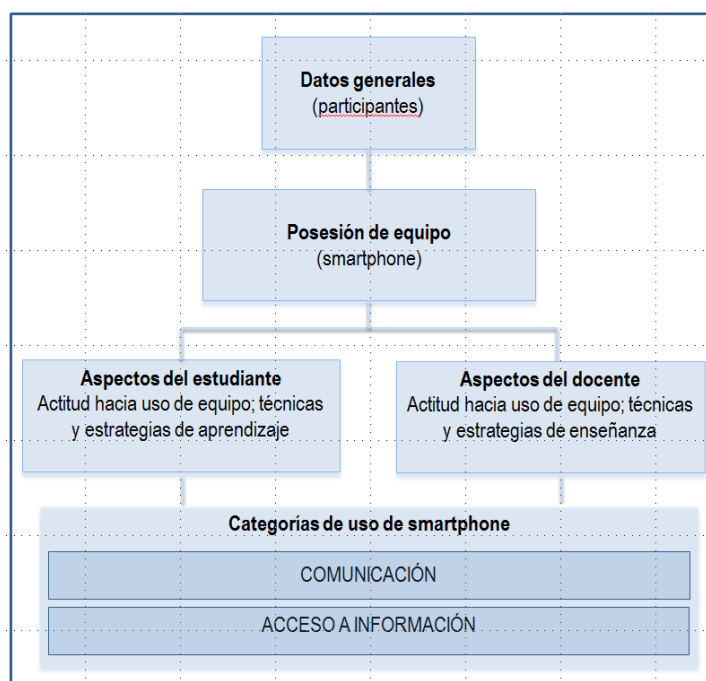 Datos generales
(participantes)
Posesión de equipo
(smartphone)
Aspectos del estudiante
Actitud hacia uso de equipo; técnicas
y estrategias de aprendizaje
Aspectos del docente
Actitud hacia uso de equipo; técnicas
y estrategias de enseñanza
Categorías de uso de smartphone
COMUNICACIÓN
ACCESO A INFORMACIÓN